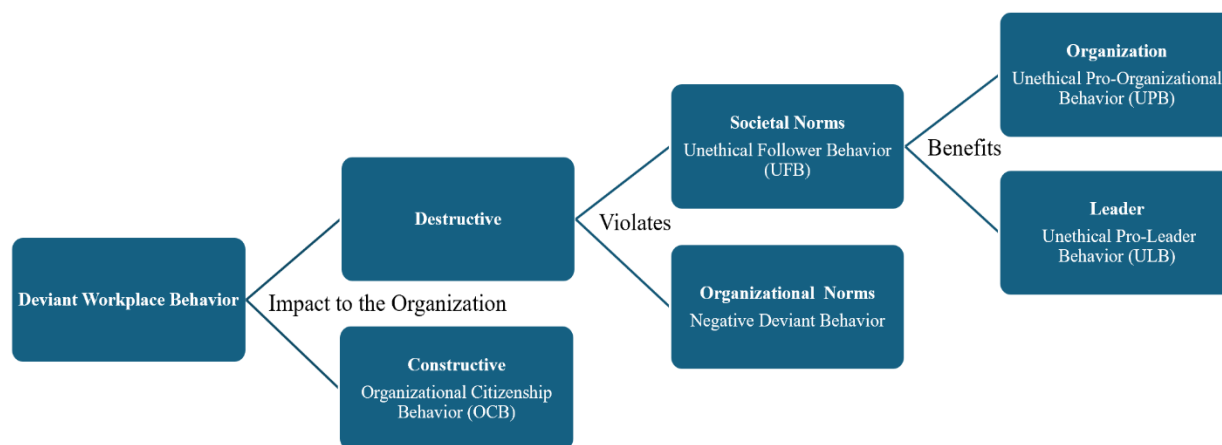 Deviant Workplace Behavior
Impact to the Organization
Destructive
Constructive
Organizational Citizenship
Behavior (OCB)
Violates
Societal Norms
Unethical Follower Behavior
(UFB)
Organizational Norms
Negative Deviant Behavior
Benefits
Organization
Unethical Pro-Organizational
Behavior (UPB)
Leader
Unethical Pro-Leader
Behavior (ULB)